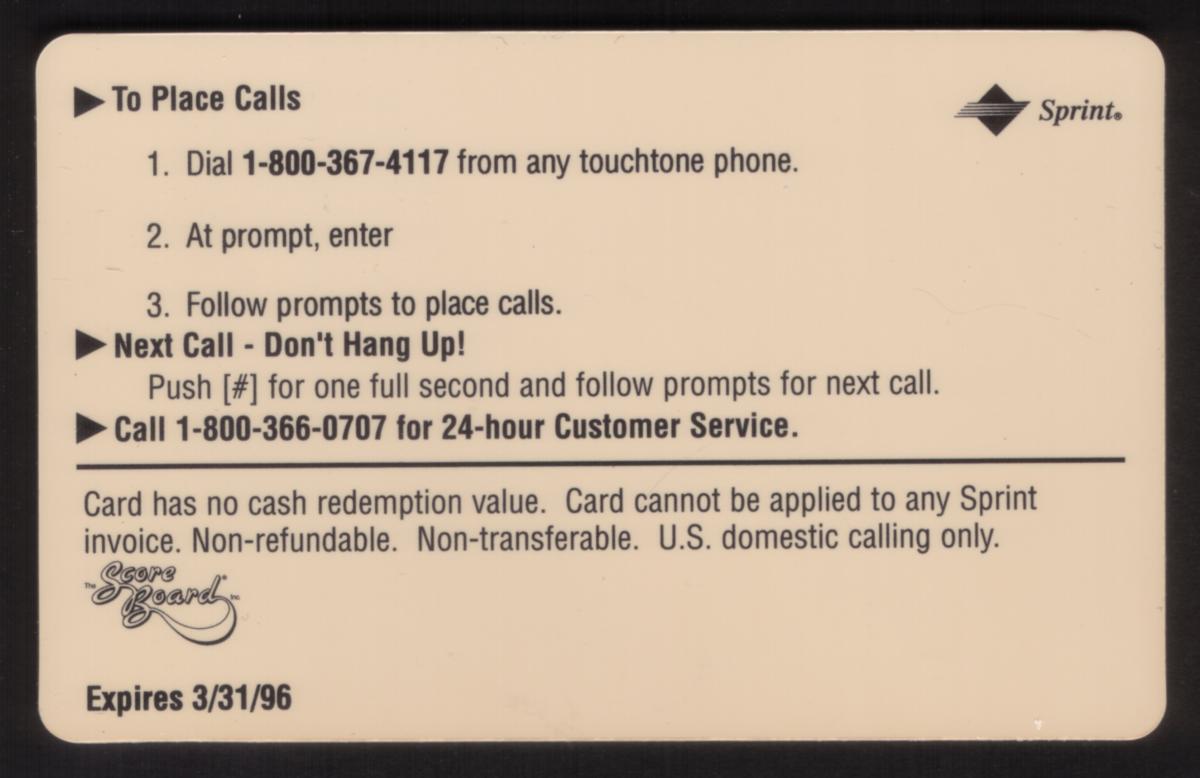 ▶ To Place Calls
Sprint®
1. Dial 1-800-367-4117 from any touchtone phone.
2. At prompt, enter
3. Follow prompts to place calls.
▶ Next Call - Don't Hang Up!
Push [#] for one full second and follow prompts for next call.
▶ Call 1-800-366-0707 for 24-hour Customer Service.
Card has no cash redemption value. Card cannot be applied to any Sprint
invoice. Non-refundable. Non-transferable. U.S. domestic calling only.
The Score Board® Inc
Expires 3/31/96